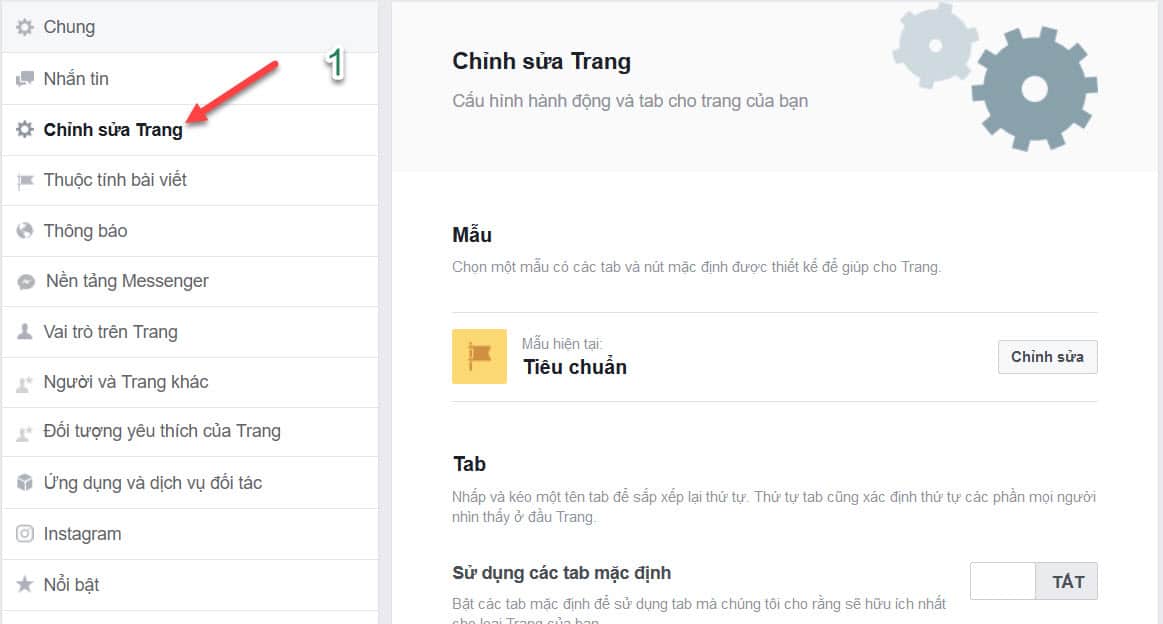 Chung
Nhắn tin
1
Chỉnh sửa Trang
Thuộc tính bài viết
Thông báo
Nền tảng Messenger
Vai trò trên Trang
Người và Trang khác
Đối tượng yêu thích của Trang
Ứng dụng và dịch vụ đối tác
Instagram
Nổi bật
Chỉnh sửa Trang
Cấu hình hành động và tab cho trang của bạn
Mẫu
Chọn một mẫu có các tab và nút mặc định được thiết kế để giúp cho Trang.
Mẫu hiện tại:
Tiêu chuẩn
Chỉnh sửa
Tab
Nhấp và kéo một tên tab để sắp xếp lại thứ tự. Thứ tự tab cũng xác định thứ tự các phần mọi người
nhìn thấy ở đầu Trang.
Sử dụng các tab mặc định
TẮT
Bật các tab mặc định để sử dụng tab mà chúng tôi cho rằng sẽ hữu ích nhất
cho loại Trang của bạn